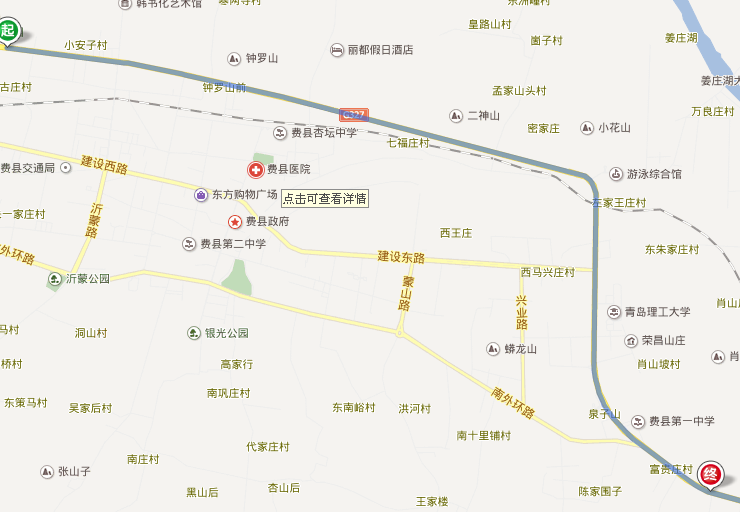 韩书化艺术馆
寒两寺村
皇路山村
崮子村
姜庄湖
起
小安子村
钟罗山
丽都假日酒店
姜庄湖大
古庄村
钟罗山前
孟家山头村
二神山
密家庄
小花山
万良庄村
费县杏坛中学
七福庄村
费县交通局
建设西路
费县医院
游泳综合馆
东方购物广场
点击可查看详情
左家王庄村
一家庄村
沂蒙路
费县政府
费县第二中学
西王庄
东朱家庄村
外环路
建设东路
西马兴庄村
沂蒙公园
蒙山路
兴业路
青岛理工大学
肖山
马村
洞山村
银光公园
蟒龙山
荣昌山庄
肖
桥村
高家行
肖山坡村
东策马村
吴家后村
南巩庄村
东南峪村
洪河村
南外环路
泉子山
费县第一中学
南十里铺村
代家庄村
南庄村
张山子
富贵庄村
终
黑山后
杏山后
王家楼
陈家围子